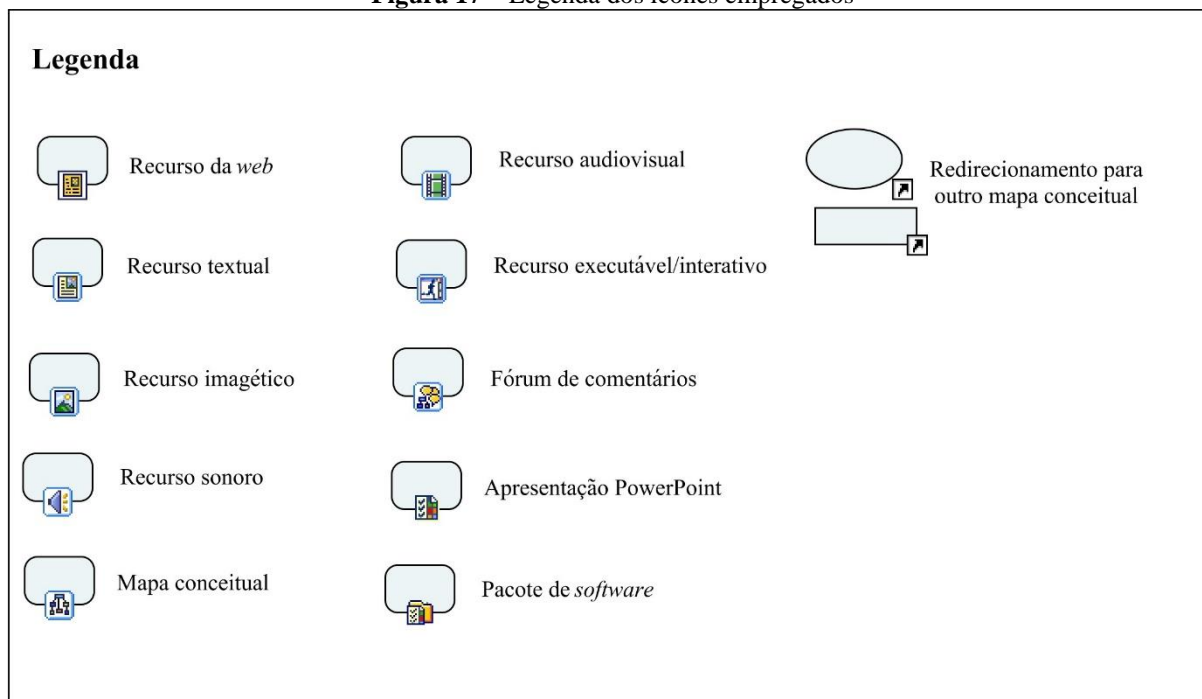 Figura 17 – Legenda dos ícones empregados
Legenda
Recurso da web
Recurso textual
Recurso imagético
Recurso sonoro
Mapa conceitual
Recurso audiovisual
Recurso executável/interativo
Fórum de comentários
Apresentação PowerPoint
Pacote de software
Redirecionamento para
outro mapa conceitual